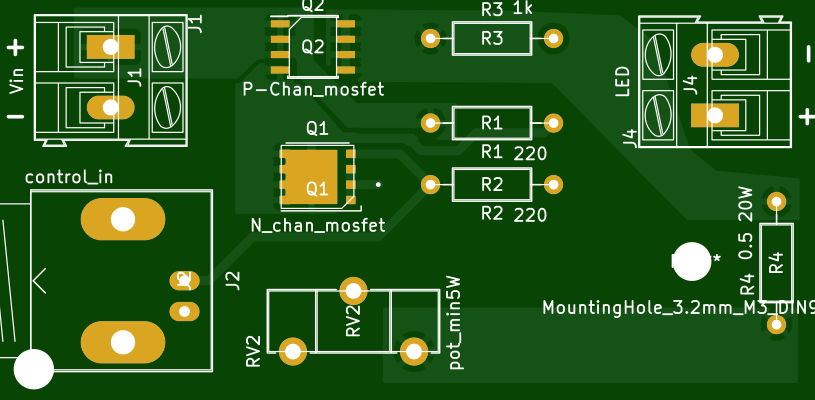 Q2
R3 1k
J1
+
Q2
R3
-
Vin
J1
P-Chan_mosfet
LED
J4
-
Q1
R1
+
R1 220
J4
control_in
Q1
R2
N_chan_mosfet
R2 220
R4 0.5 20W
R4
J2
J2
MountingHole_3.2mm_M3_DIN9
RV2
RV2
pot_min5W